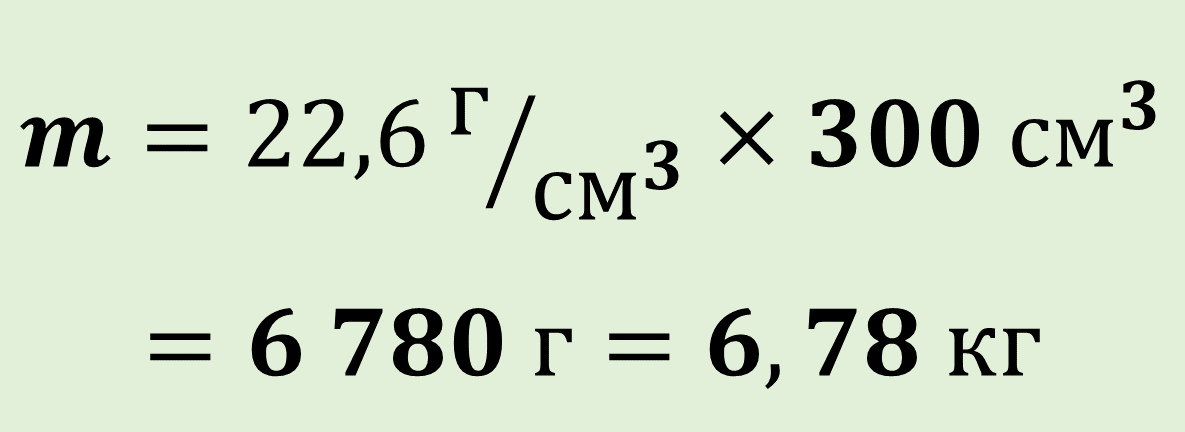 m = 22,6 г/см³ × 300 см³
= 6 780 г = 6, 78 кг